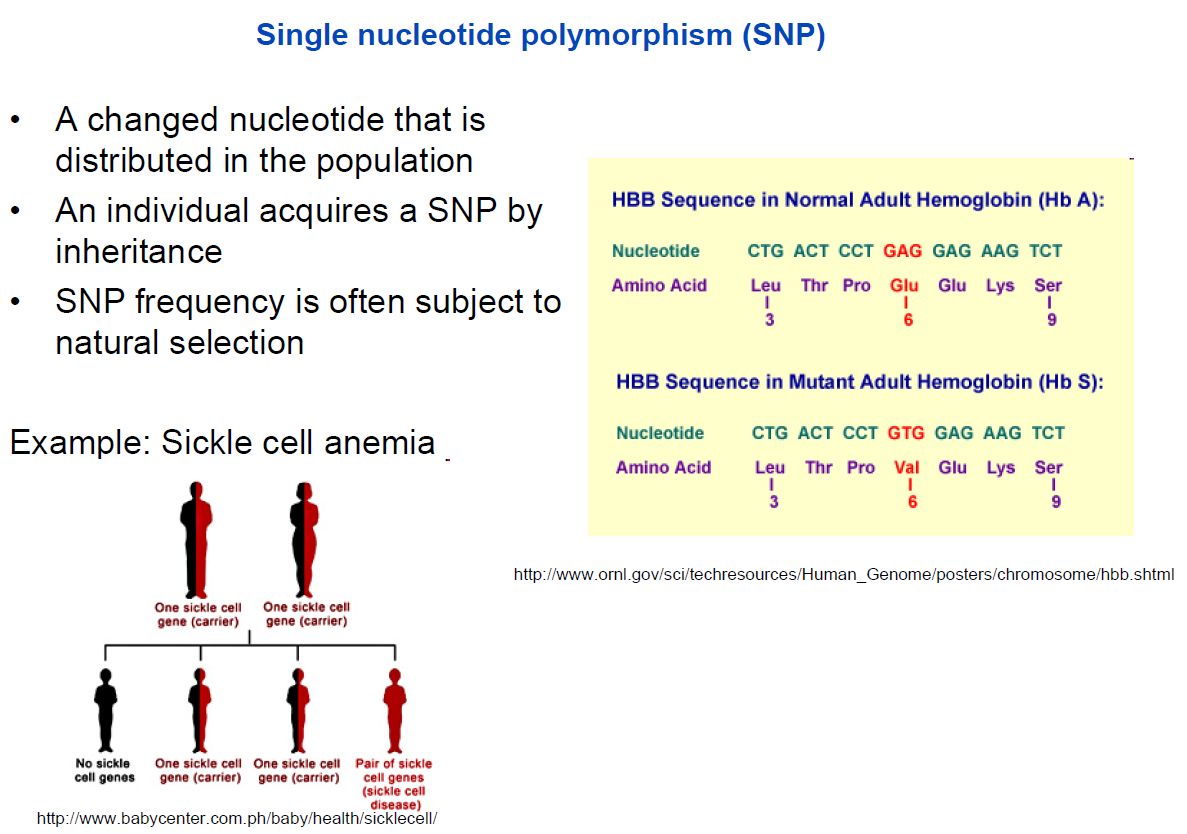 Single nucleotide polymorphism (SNP)
• A changed nucleotide that is
distributed in the population
• An individual acquires a SNP by
inheritance
• SNP frequency is often subject to
natural selection
Example: Sickle cell anemia
One sickle cell
gene (carrier)
One sickle cell
gene (carrier)
No sickle
cell genes
One sickle cell
gene (carrier)
One sickle cell
gene (carrier)
Pair of sickle
cell genes
(sickle cell
disease)
http://www.babycenter.com.ph/baby/health/sicklecell/
HBB Sequence in Normal Adult Hemoglobin (Hb A):
Nucleotide CTG ACT CCT GAG GAG AAG TCT
Amino Acid Leu Thr Pro Glu Glu Lys Ser
3 6 9
HBB Sequence in Mutant Adult Hemoglobin (Hb S):
Nucleotide CTG ACT CCT GTG GAG AAG TCT
Amino Acid Leu Thr Pro Val Glu Lys Ser
3 6 9
http://www.ornl.gov/sci/techresources/Human_Genome/posters/chromosome/hbb.shtml